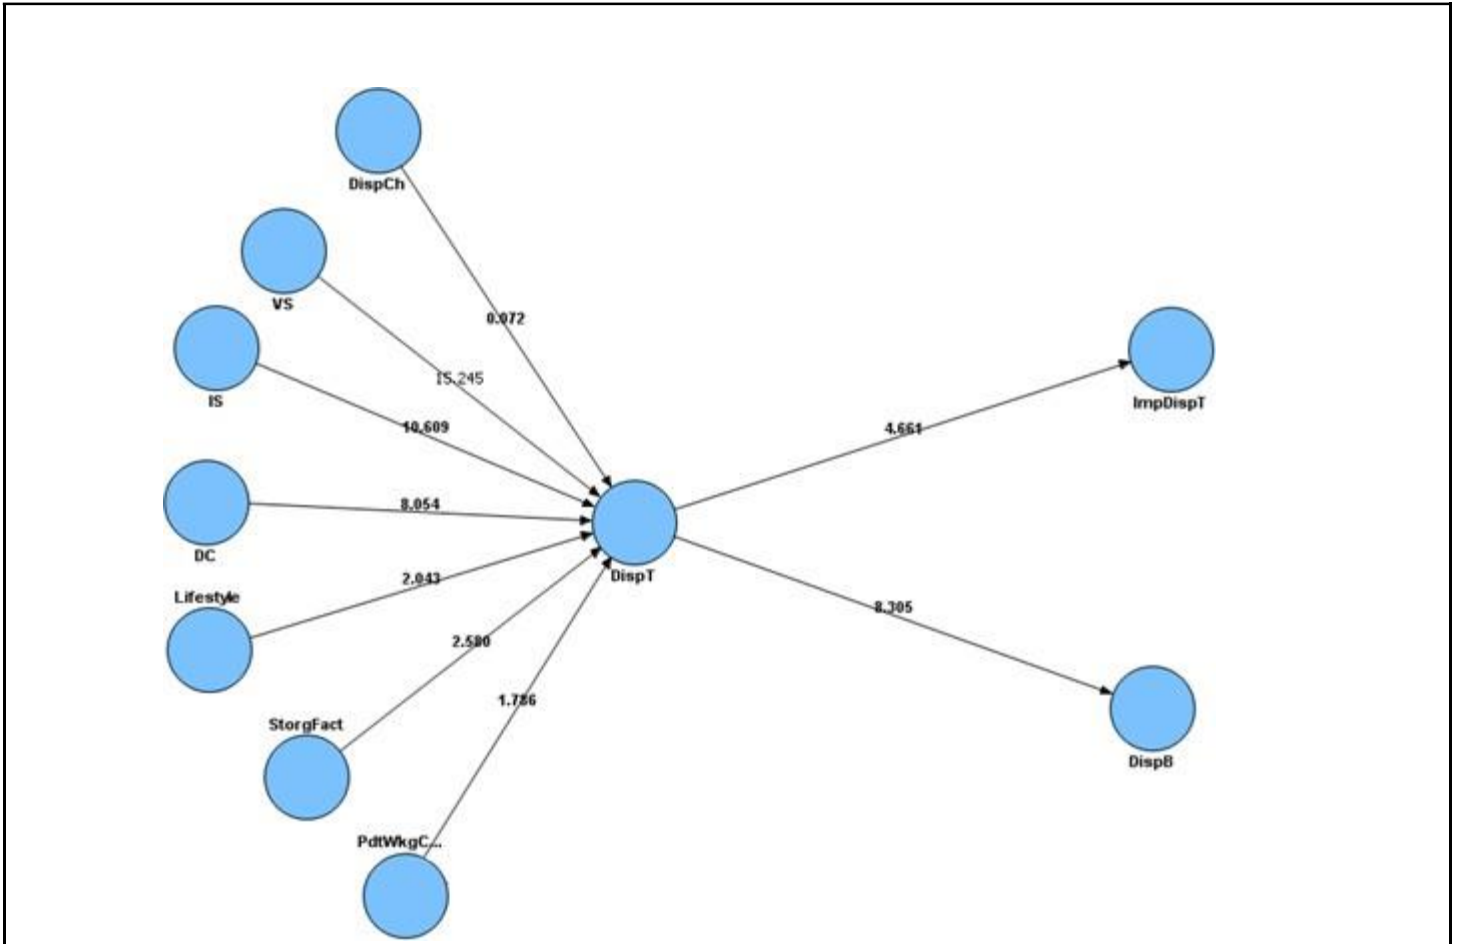 DispCh
VS
0.072
IS
15.245
ImpDispT
10.609
4.661
DC
8.054
DispT
Lifestyle
2.043
8.305
2.580
StorgFact
1.786
DispB
PdtWkgC...